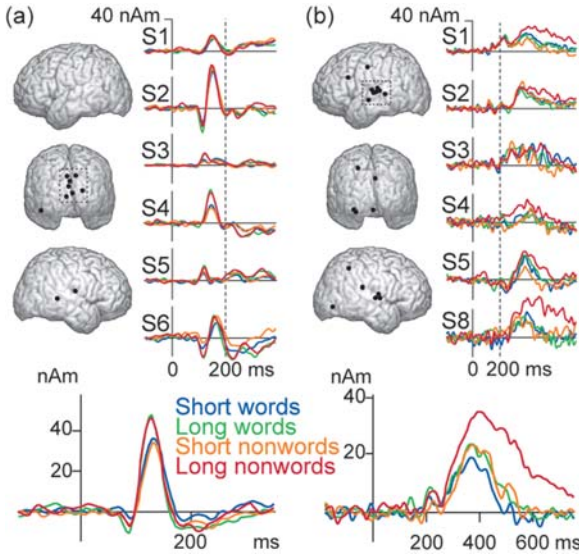 (a)
40 nAm
S1
S2
S3
S4
S5
S6
0 200 ms
(b)
40 nAm
S1
S2
S3
S4
S5
S8
0 200 ms
nAm
40
20
200 ms
Short words
Long words
Short nonwords
Long nonwords
nAm
40
20
0 200 400 600 ms